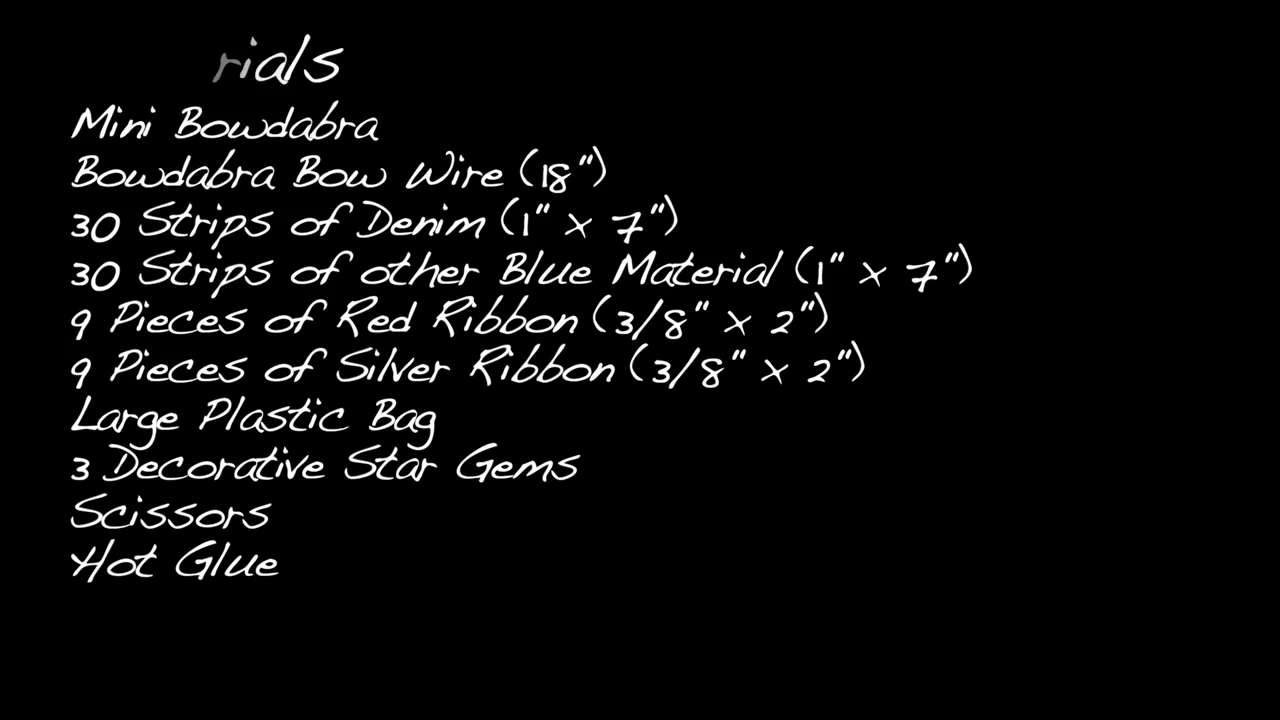 rials
Mini Bowdabra
Bowdabra Bow Wire (18")
30 Strips of Denim (1" x 7")
30 Strips of other Blue Material (1" x 7")
9 Pieces of Red Ribbon (3/8" x 2")
9 Pieces of Silver Ribbon (3/8" x 2")
Large Plastic Bag
3 Decorative Star Gems
Scissors
Hot Glue